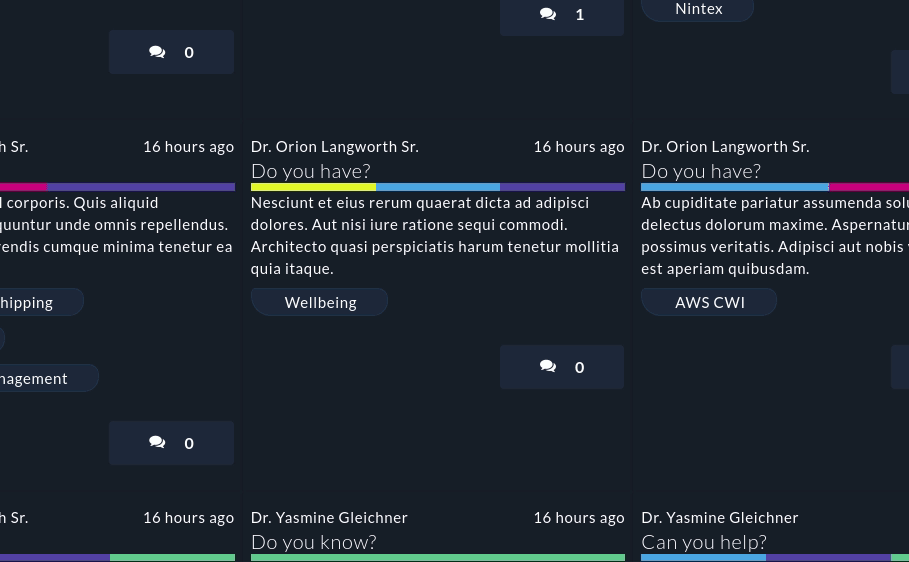 0
h Sr. 16 hours ago
corporis. Quis aliquid
quuntur unde omnis repellendus.
endis cumque minima tenetur ea
hipping
nagement
0
h Sr. 16 hours ago
1
Dr. Orion Langworth Sr. 16 hours ago
Do you have?
Nesciunt et eius rerum quaerat dicta ad adipisci
dolores. Aut nisi iure ratione sequi commodi.
Architecto quasi perspiciatis harum tenetur mollitia
quia itaque.
Wellbeing
0
Dr. Yasmine Gleichner 16 hours ago
Do you know?
Nintex
Dr. Orion Langworth Sr.
Do you have?
Ab cupiditate pariatur assumenda solu
delectus dolorum maxime. Aspernatur
possimus veritatis. Adipisci aut nobis
est aperiam quibusdam.
AWS CWI
Dr. Yasmine Gleichner
Can you help?